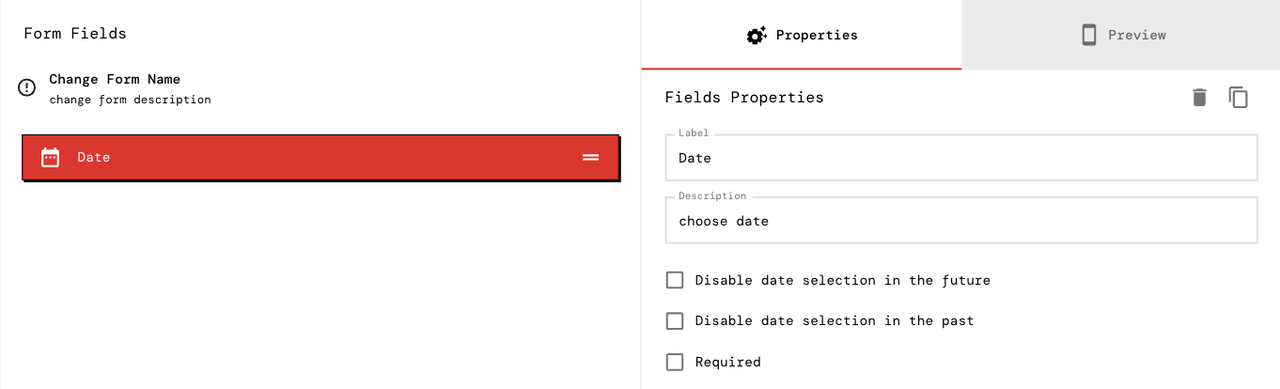 Form Fields
Change Form Name
change form description
Date
Properties
Preview
Fields Properties
Label
Date
Description
choose date
Disable date selection in the future
Disable date selection in the past
Required